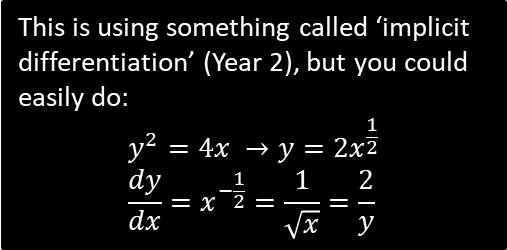 This is using something called ‘implicit
differentiation’ (Year 2), but you could
easily do:
y² = 4x → y = 2x^(1/2)
dy/dx = x^(-1/2) = 1/√x = 2/y